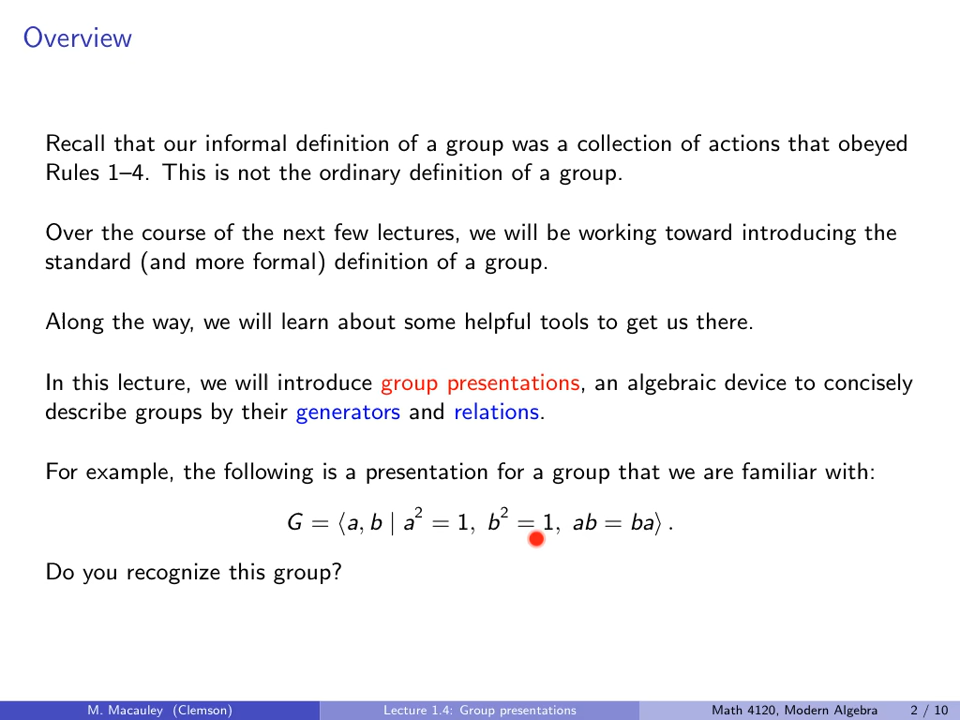 Overview
Recall that our informal definition of a group was a collection of actions that obeyed
Rules 1–4. This is not the ordinary definition of a group.
Over the course of the next few lectures, we will be working toward introducing the
standard (and more formal) definition of a group.
Along the way, we will learn about some helpful tools to get us there.
In this lecture, we will introduce group presentations, an algebraic device to concisely
describe groups by their generators and relations.
For example, the following is a presentation for a group that we are familiar with:
G = ⟨a, b | a² = 1, b² = 1, ab = ba⟩ .
Do you recognize this group?
M. Macauley (Clemson) Lecture 1.4: Group presentations Math 4120, Modern Algebra 2 / 10